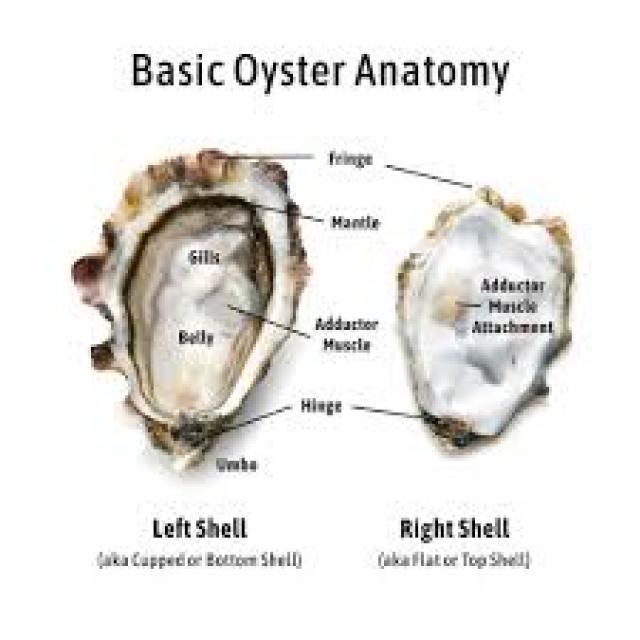 Basic Oyster Anatomy
Fringe
Mantle
Gills
Adductor
Muscle
Attachment
Adductor
Muscle
Belly
Hinge
Umbo
Left Shell
(aka Cupped or Bottom Shell)
Right Shell
(aka Flat or Top Shell)